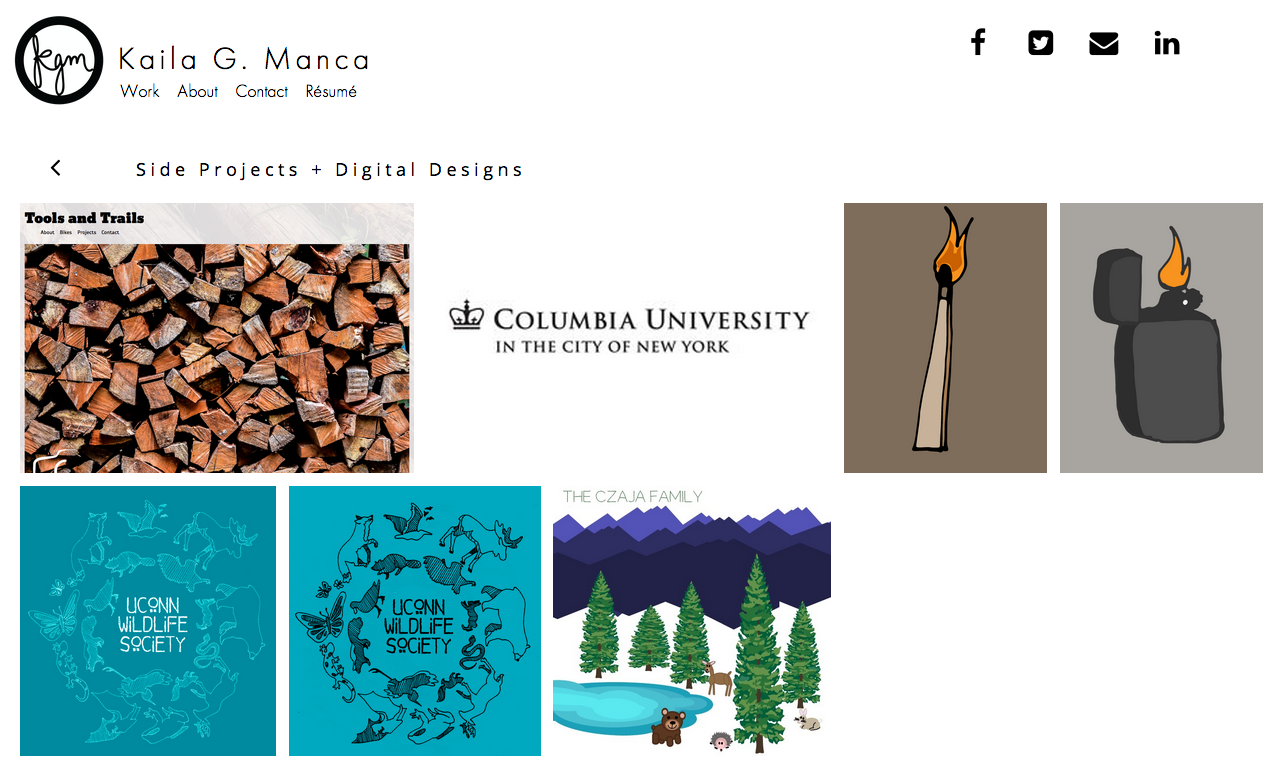 kgm
Kaila G. Manca
Work About Contact Résumé
Side Projects + Digital Designs
Tools and Trails
About Bikes Projects Contact
COLUMBIA UNIVERSITY
IN THE CITY OF NEW YORK
UCONN
WiLDLiFE
SOCiETY
UCONN
WiLDLiFE
SOCiETY
THE CZAJA FAMILY